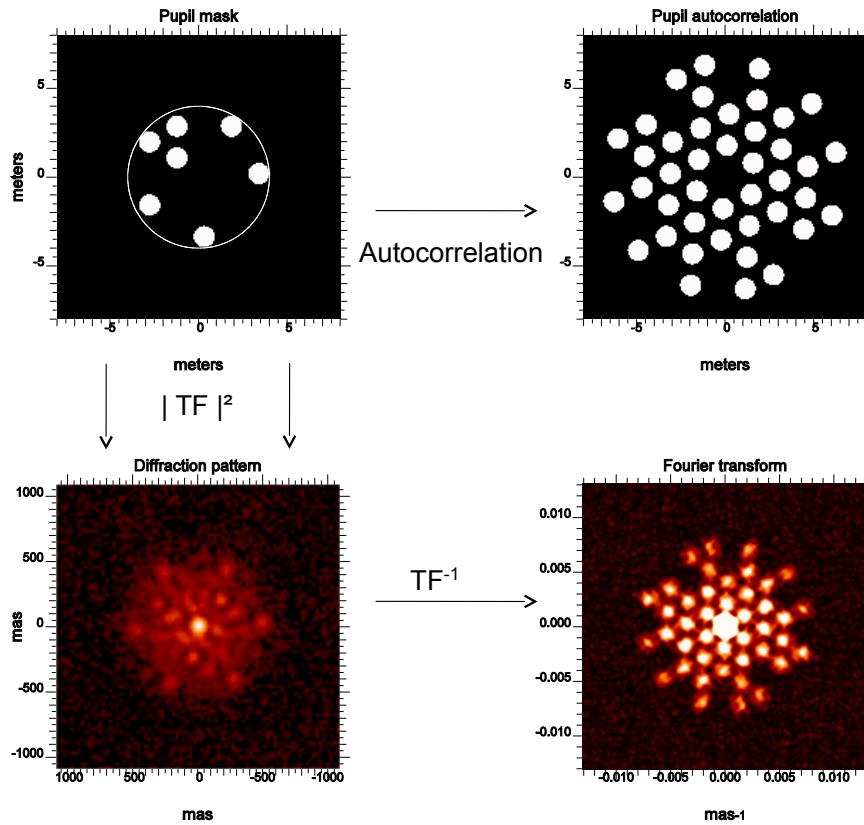 Pupil mask
Pupil autocorrelation
5
0
-5
meters
5
0
-5
-5 0 5
-5 0 5
meters
meters
Autocorrelation
| TF |²
Diffraction pattern
Fourier transform
1000
500
0
-500
-1000
mas
TF-1
0.010
0.005
0.000
-0.005
-0.010
1000 500 0 -500 -1000
-0.010 -0.005 0.000 0.005 0.010
mas
mas-1